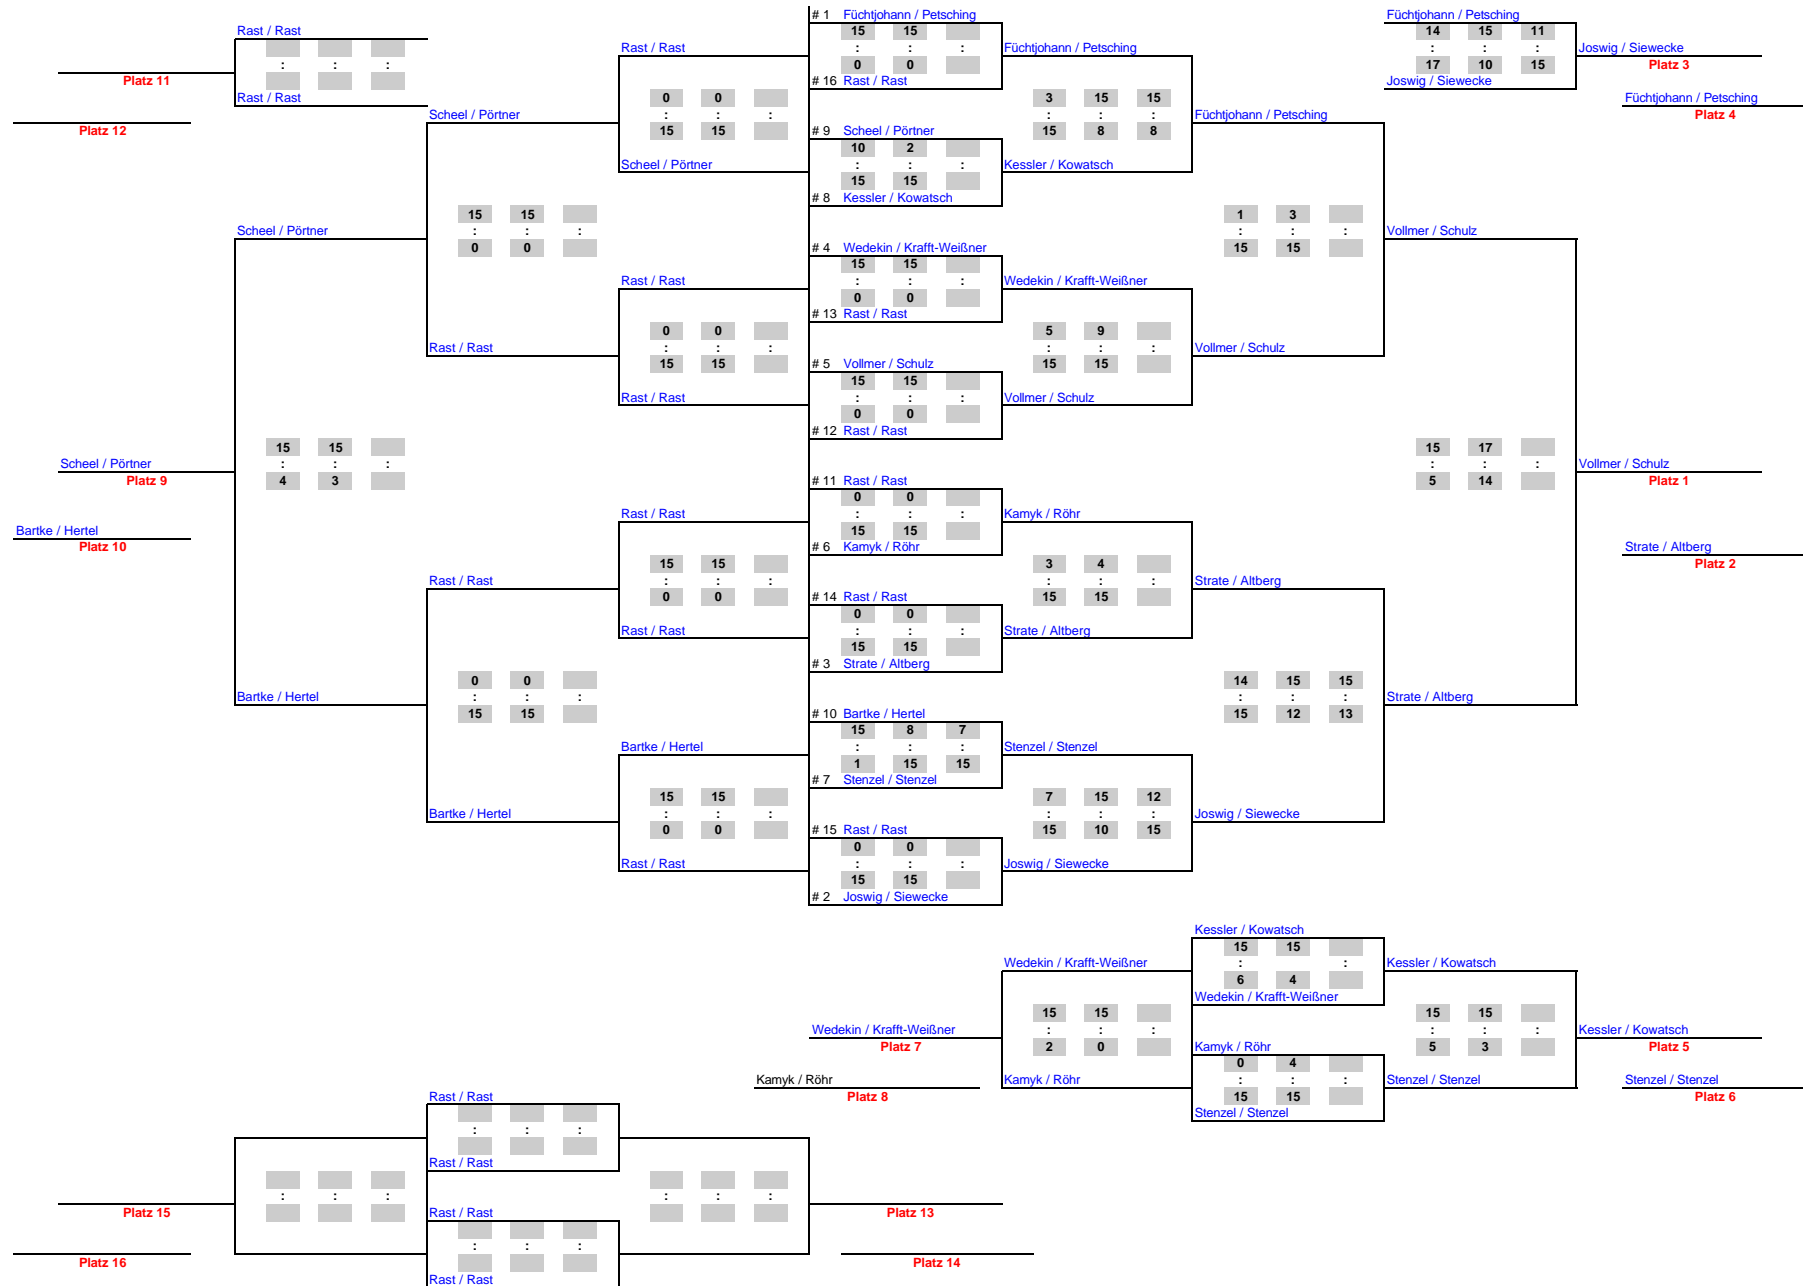 # 1 Füchtjohann / Petsching Füchtjohann / Petsching
Rast / Rast 15 15 14 15 11
: : : Rast / Rast : : : Füchtjohann / Petsching : : : Joswig / Siewecke
Platz 11 0 0 17 10 15 Platz 3
# 16 Rast / Rast Joswig / Siewecke
Rast / Rast 0 0 3 15 15 Füchtjohann / Petsching
Scheel / Pörtner : : : : : : Füchtjohann / Petsching Platz 4
Platz 12 15 15 # 9 Scheel / Pörtner 15 8 8
10 2
Scheel / Pörtner : : : Kessler / Kowatsch
15 15
# 8 Kessler / Kowatsch
15 15 1 3
Scheel / Pörtner : : : : : : Vollmer / Schulz
0 0 # 4 Wedekin / Krafft-Weißner 15 15
15 15
Rast / Rast : : : Wedekin / Krafft-Weißner
0 0
# 13 Rast / Rast
0 0 5 9
Rast / Rast : : : : : : Vollmer / Schulz
15 15 # 5 Vollmer / Schulz 15 15
15 15
Rast / Rast : : : Vollmer / Schulz
0 0
# 12 Rast / Rast
15 15 15 17
Scheel / Pörtner : : : : : : Vollmer / Schulz
Platz 9 4 3 # 11 Rast / Rast 5 14 Platz 1
0 0
Rast / Rast : : : Kamyk / Röhr
Bartke / Hertel 15 15
Platz 10 # 6 Kamyk / Röhr Strate / Altberg
15 15 3 4 Platz 2
Rast / Rast : : : : : : Strate / Altberg
0 0 # 14 Rast / Rast 15 15
0 0
Rast / Rast : : : Strate / Altberg
15 15
# 3 Strate / Altberg
0 0 14 15 15
Bartke / Hertel : : : : : : Strate / Altberg
15 15 # 10 Bartke / Hertel 15 12 13
15 8 7
Bartke / Hertel : : : Stenzel / Stenzel
1 15 15
# 7 Stenzel / Stenzel
15 15 7 15 12
Bartke / Hertel : : : : : : Joswig / Siewecke
0 0 # 15 Rast / Rast 15 10 15
0 0
Rast / Rast : : : Joswig / Siewecke
15 15
# 2 Joswig / Siewecke
Kessler / Kowatsch
15 15
Wedekin / Krafft-Weißner : : Kessler / Kowatsch
6 4
Wedekin / Krafft-Weißner
15 15 15 15
Wedekin / Krafft-Weißner : : : : : : Kessler / Kowatsch
Platz 7 2 0 Kamyk / Röhr 5 3 Platz 5
0 4
Kamyk / Röhr Kamyk / Röhr : : : Stenzel / Stenzel Stenzel / Stenzel
Rast / Rast Platz 8 15 15 Platz 6
Stenzel / Stenzel
: : :
Rast / Rast
: : : : : :
Platz 15 Rast / Rast Platz 13
: : :
Platz 16 Platz 14
Rast / Rast